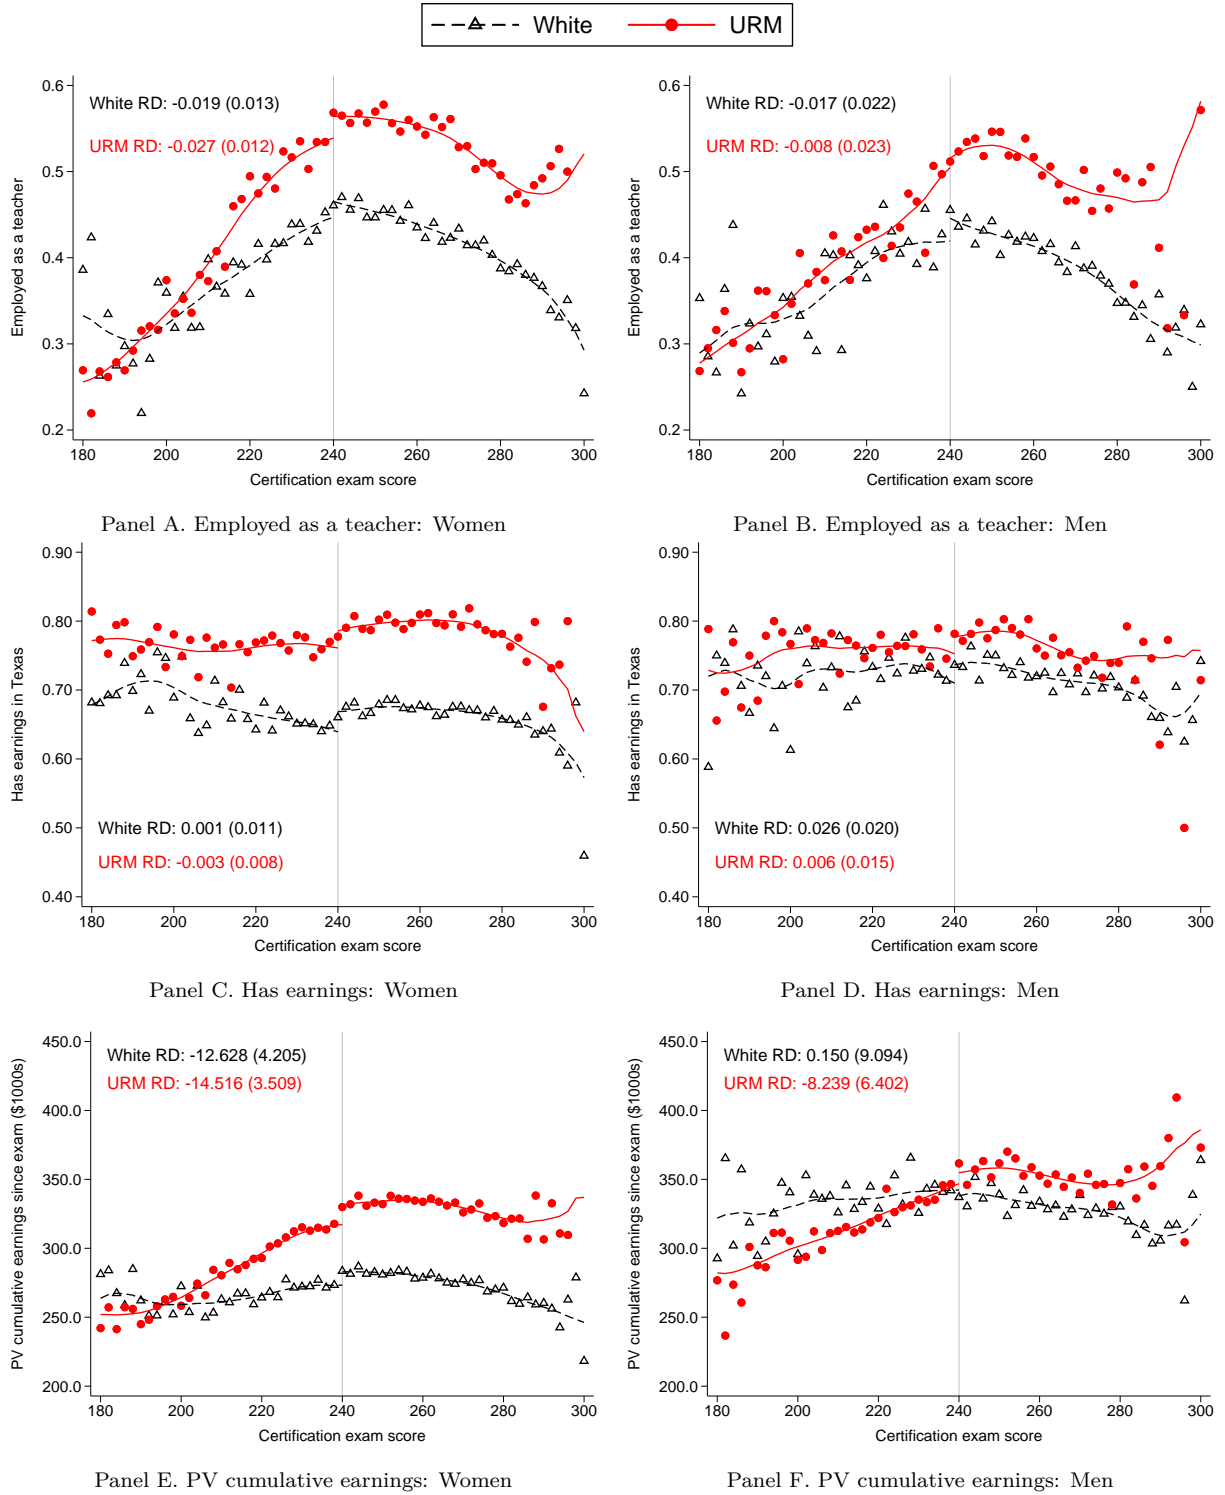 White URM
White RD: -0.019 (0.013)
URM RD: -0.027 (0.012)
Employed as a teacher
0.6
0.5
0.4
0.3
0.2
180 200 220 240 260 280 300
Certification exam score
Panel A. Employed as a teacher: Women
White RD: -0.017 (0.022)
URM RD: -0.008 (0.023)
Employed as a teacher
0.6
0.5
0.4
0.3
0.2
180 200 220 240 260 280 300
Certification exam score
Panel B. Employed as a teacher: Men
Has earnings in Texas
0.90
0.80
0.70
0.60
0.50
0.40
White RD: 0.001 (0.011)
URM RD: -0.003 (0.008)
180 200 220 240 260 280 300
Certification exam score
Panel C. Has earnings: Women
Has earnings in Texas
0.90
0.80
0.70
0.60
0.50
0.40
White RD: 0.026 (0.020)
URM RD: 0.006 (0.015)
180 200 220 240 260 280 300
Certification exam score
Panel D. Has earnings: Men
PV cumulative earnings since exam ($1000s)
450.0
400.0
350.0
300.0
250.0
200.0
White RD: -12.628 (4.205)
URM RD: -14.516 (3.509)
180 200 220 240 260 280 300
Certification exam score
Panel E. PV cumulative earnings: Women
PV cumulative earnings since exam ($1000s)
450.0
400.0
350.0
300.0
250.0
200.0
White RD: 0.150 (9.094)
URM RD: -8.239 (6.402)
180 200 220 240 260 280 300
Certification exam score
Panel F. PV cumulative earnings: Men